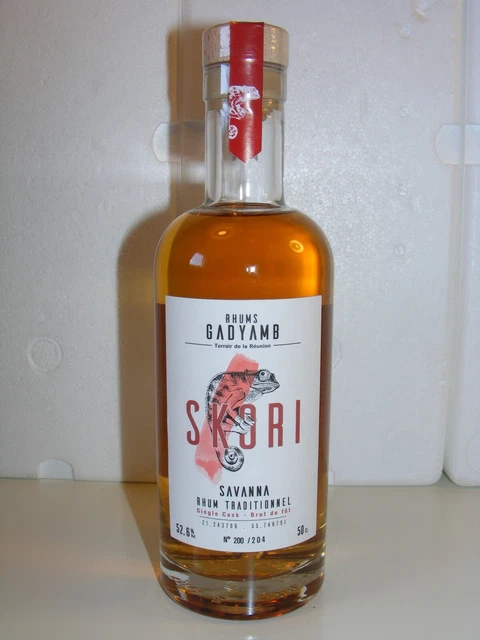 RHUMS
GADYAMB
Terroir de la Réunion
SKORI
SAVANNA
RHUM TRADITIONNEL
Single Cask - Brut de fût
52,6%
50
N° 200 / 204